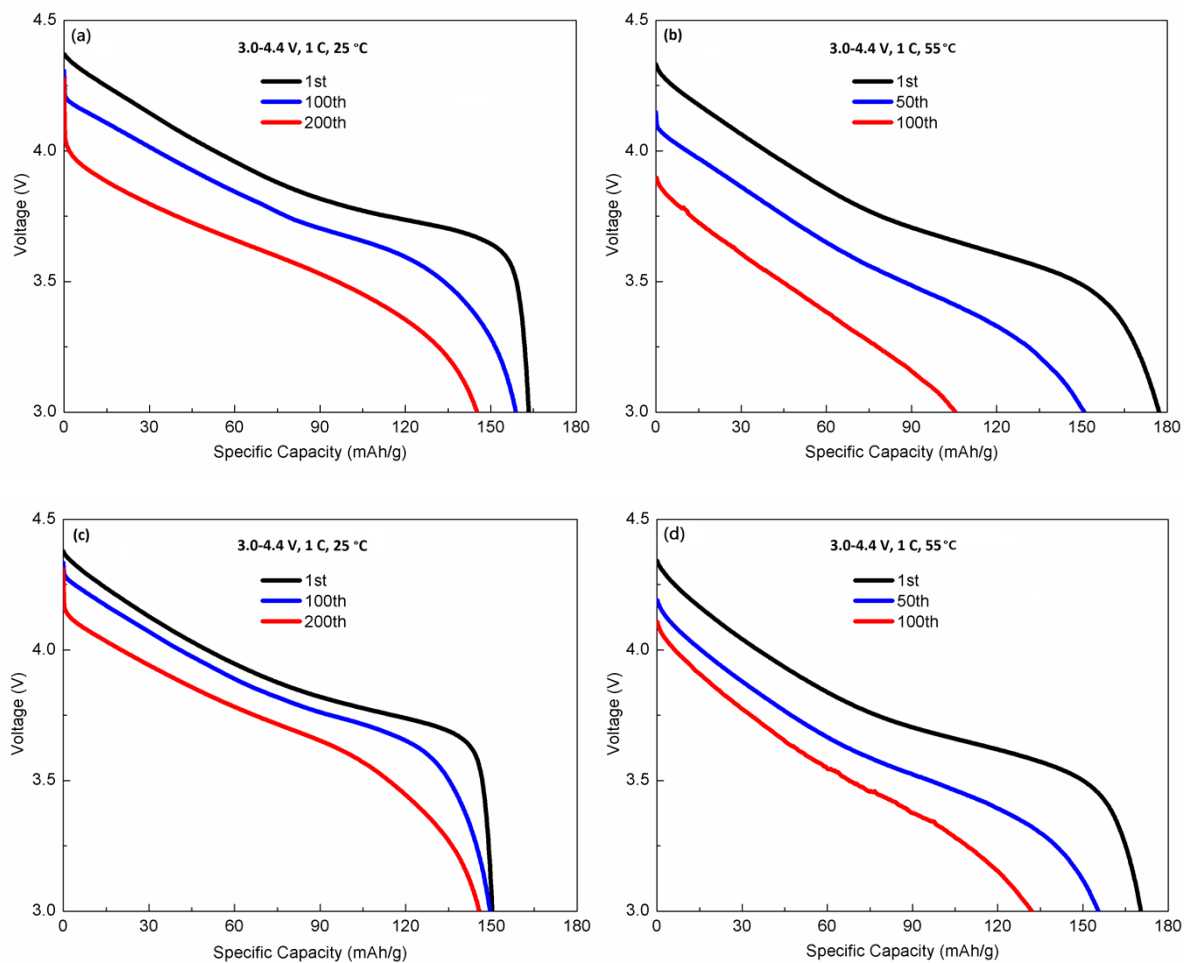 (a)
3.0-4.4 V, 1 C, 25 °C
1st
100th
200th
4.5
4.0
3.5
3.0
Voltage (V)
0 30 60 90 120 150 180
Specific Capacity (mAh/g)
(b)
3.0-4.4 V, 1 C, 55°C
1st
50th
100th
4.5
4.0
3.5
3.0
Voltage (V)
0 30 60 90 120 150 180
Specific Capacity (mAh/g)
(c)
3.0-4.4 V, 1 C, 25 °C
1st
100th
200th
4.5
4.0
3.5
3.0
Voltage (V)
0 30 60 90 120 150 180
Specific Capacity (mAh/g)
(d)
3.0-4.4 V, 1 C, 55°C
1st
50th
100th
4.5
4.0
3.5
3.0
Voltage (V)
0 30 60 90 120 150 180
Specific Capacity (mAh/g)